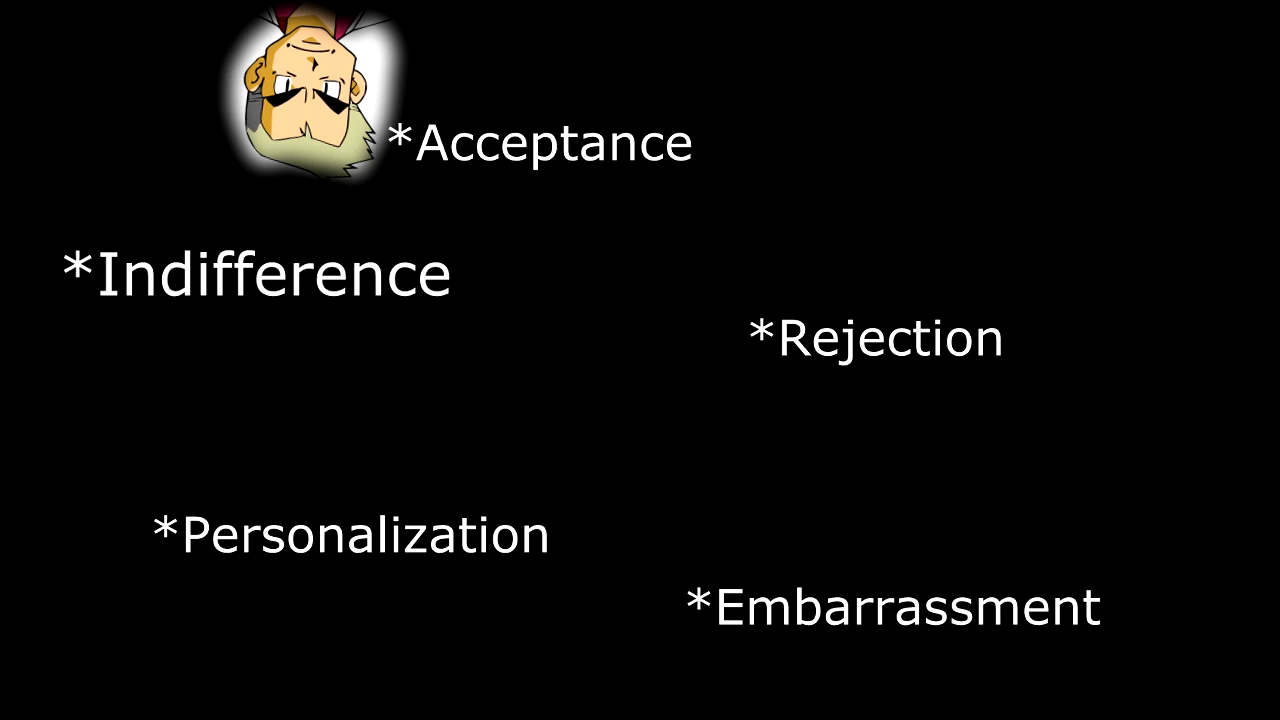 *Acceptance
*Indifference
*Rejection
*Personalization
*Embarrassment